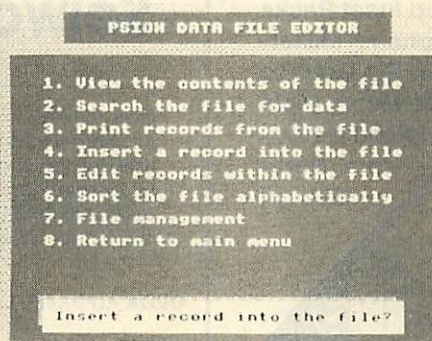 PSION DATA FILE EDITOR
1. View the contents of the file
2. Search the file for data
3. Print records from the file
4. Insert a record into the file
5. Edit records within the file
6. Sort the file alphabetically
7. File management
8. Return to main menu
Insert a record into the file?